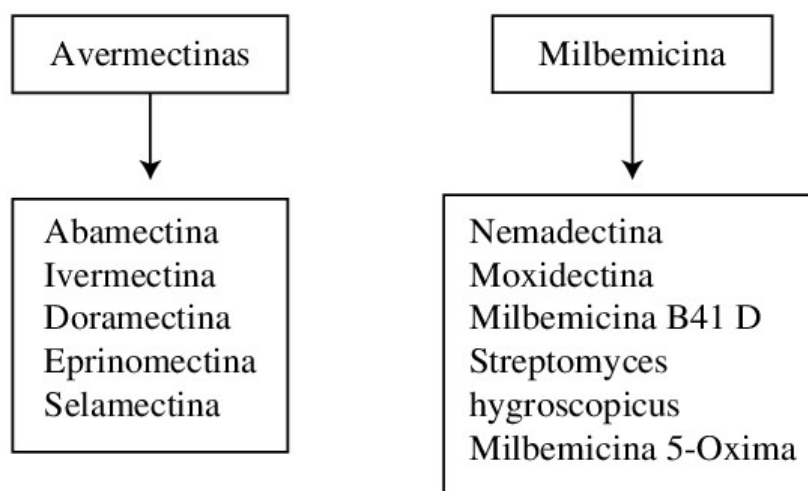 Avermectinas
Abamectina
Ivermectina
Doramectina
Eprinomectina
Selamectina
Milbemicina
Nemadectina
Moxidectina
Milbemicina B41 D
Streptomyces
hygroscopicus
Milbemicina 5-Oxima